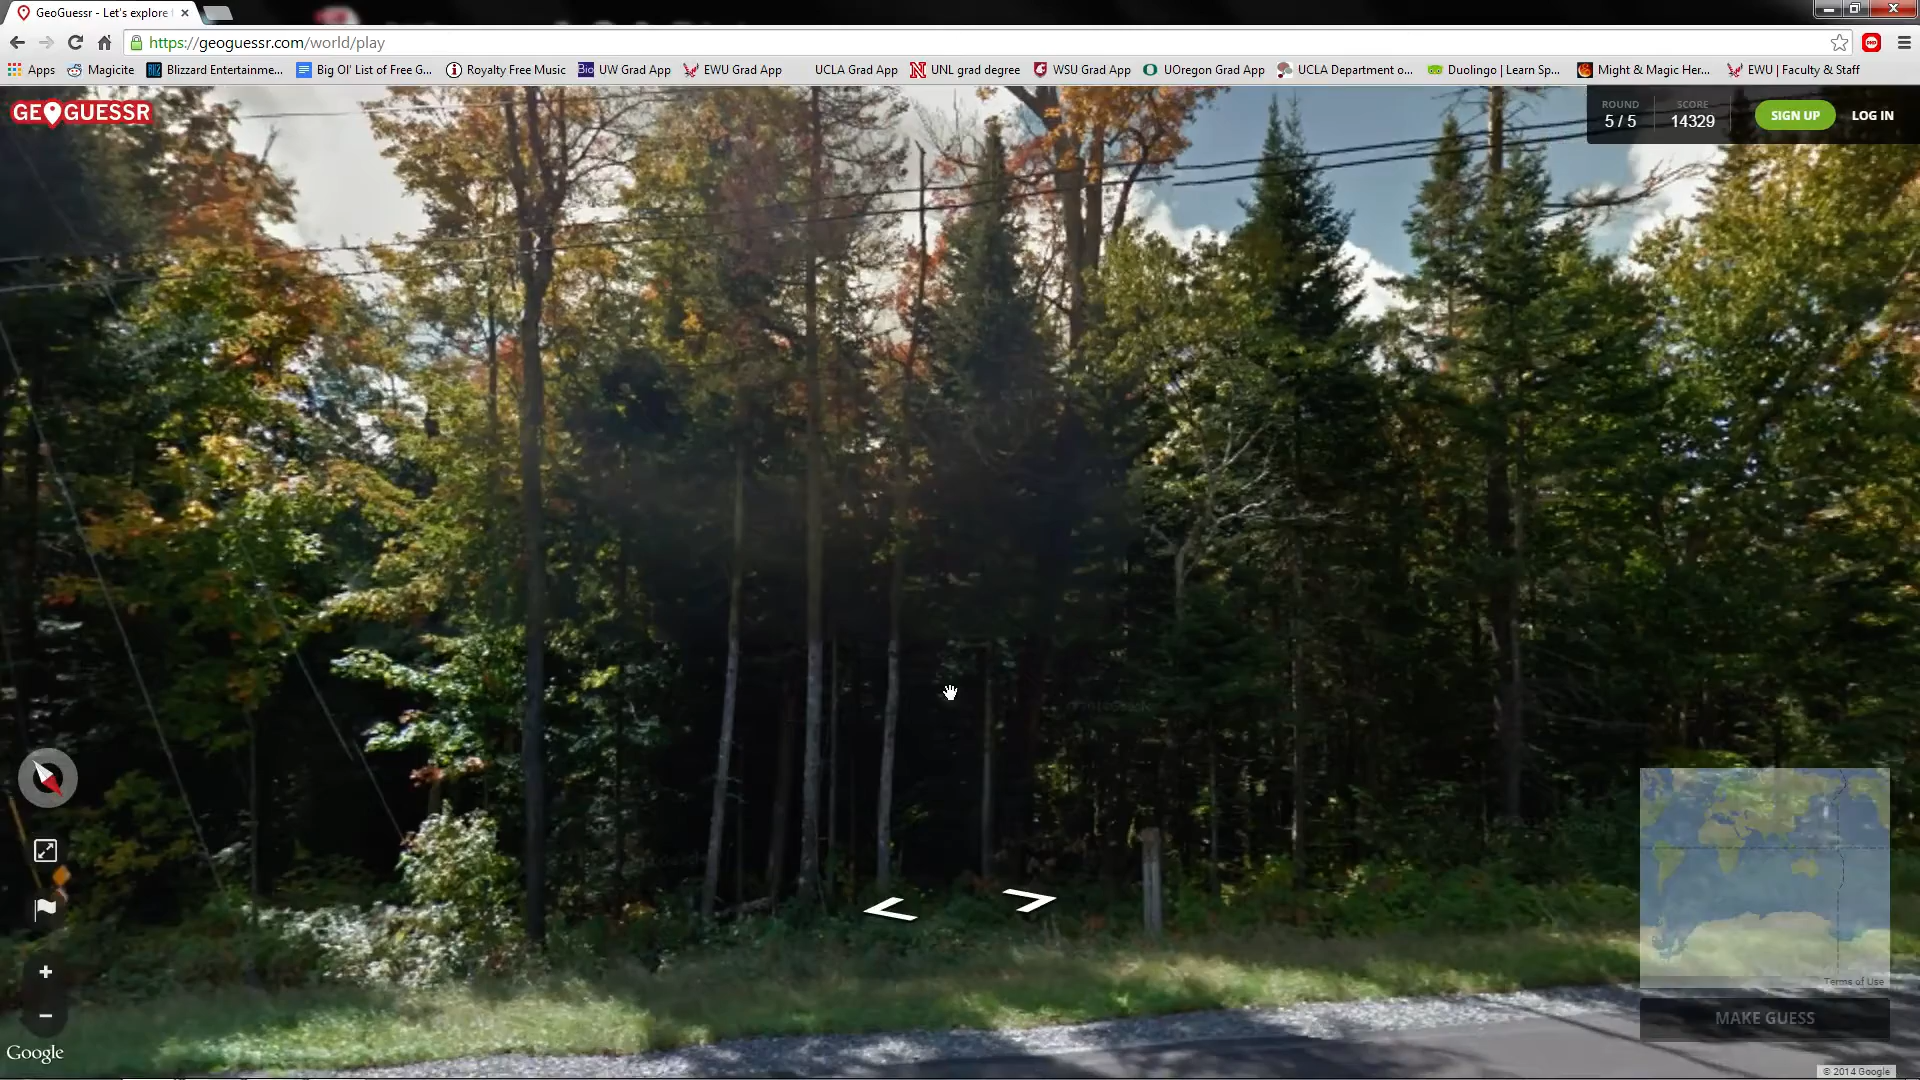 GeoGuessr - Let's explore
https://geoguessr.com/world/play
Apps
Magicite
Blizzard Entertainme...
Big Ol' List of Free G...
Royalty Free Music
UW Grad App
EWU Grad App
UCLA Grad App
UNL grad degree
WSU Grad App
UOregon Grad App
UCLA Department o...
Duolingo | Learn Sp...
Might & Magic Her...
EWU | Faculty & Staff
GEOGUESSR
ROUND
5 / 5
SCORE
14329
SIGN UP
LOG IN
Terms of Use
MAKE GUESS
Google
© 2014 Google